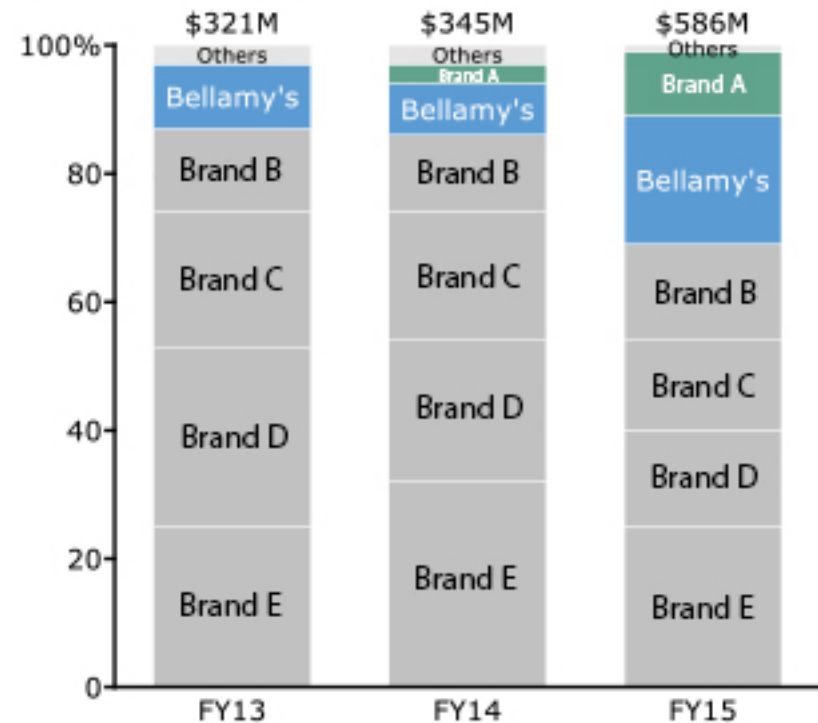 $321M $345M $586M
100%
Others Others Others
Brand A Brand A
Bellamy's Bellamy's Bellamy's
80
Brand B Brand B Brand B
60
Brand C Brand C Brand C
40
Brand D Brand D Brand D
20
Brand E Brand E Brand E
0
FY13 FY14 FY15